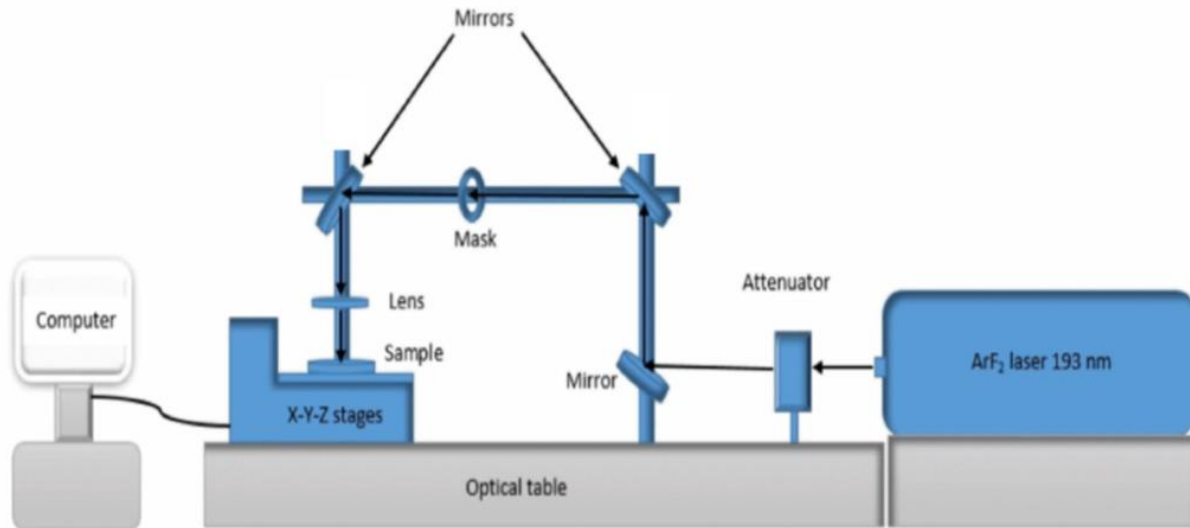 Mirrors
Mask
Attenuator
Lens
Computer
Sample
Mirror
ArF₂ laser 193 nm
X-Y-Z stages
Optical table